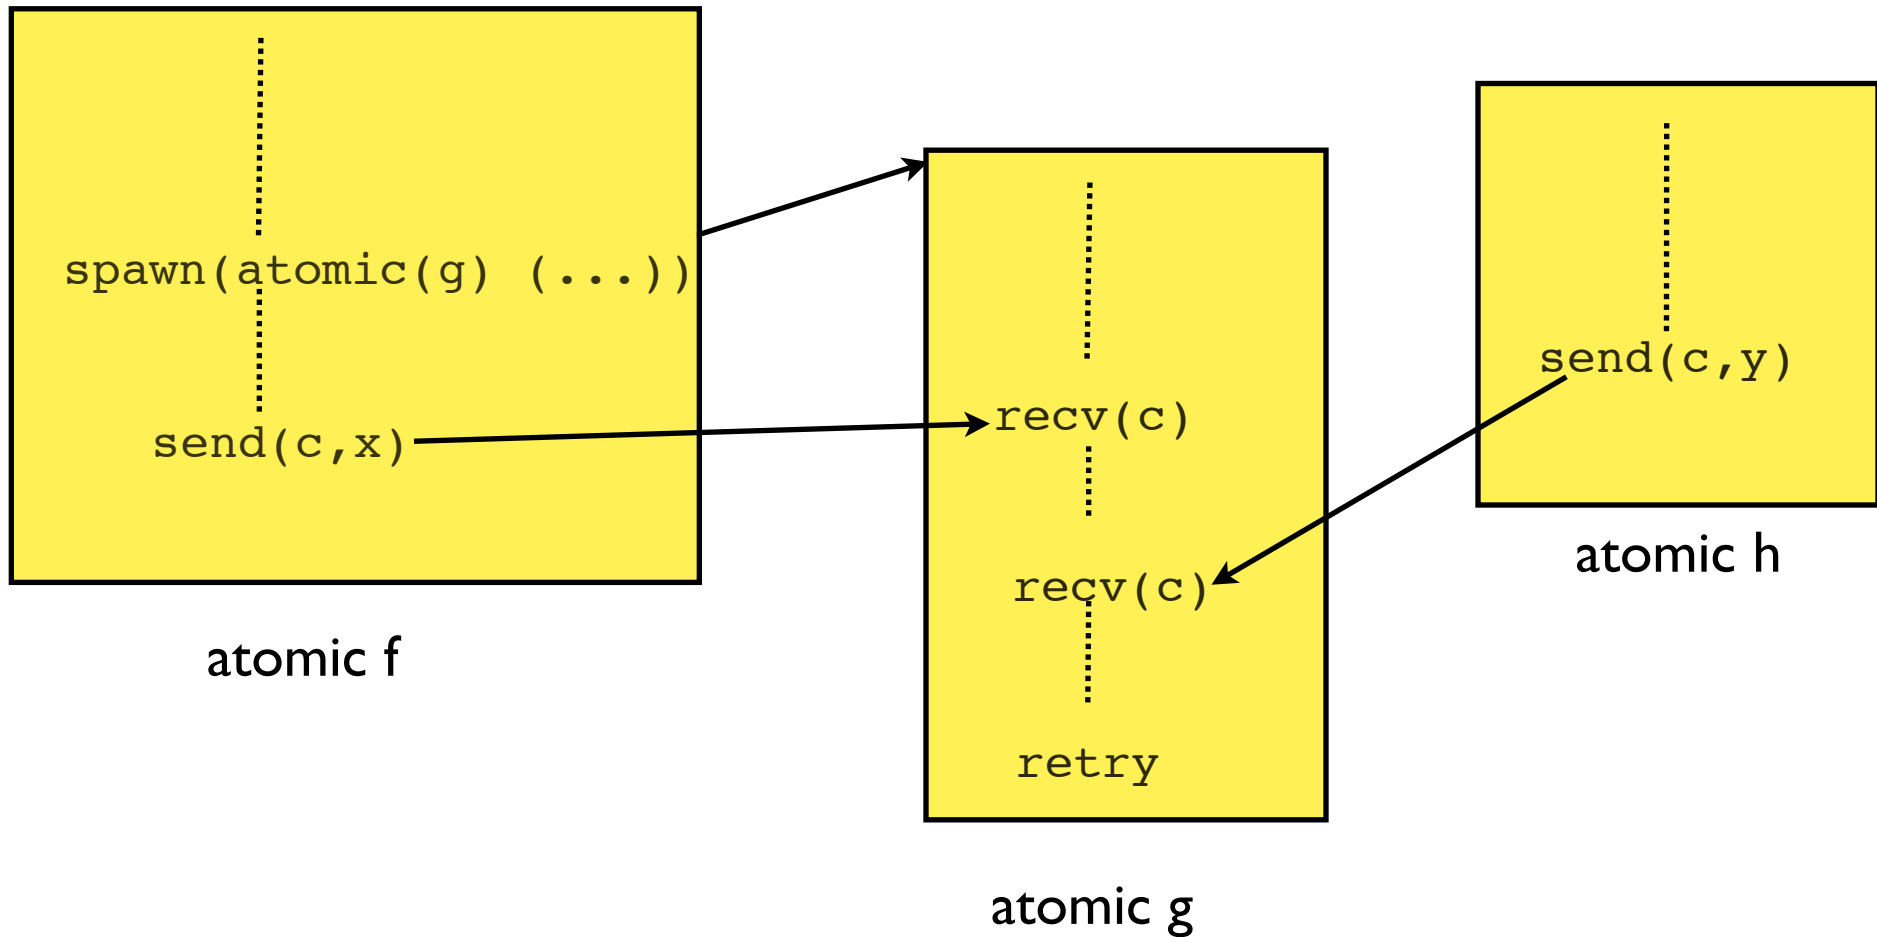 spawn(atomic(g) (...))
send(c,x)
atomic f
recv(c)
recv(c)
retry
atomic g
send(c,y)
atomic h